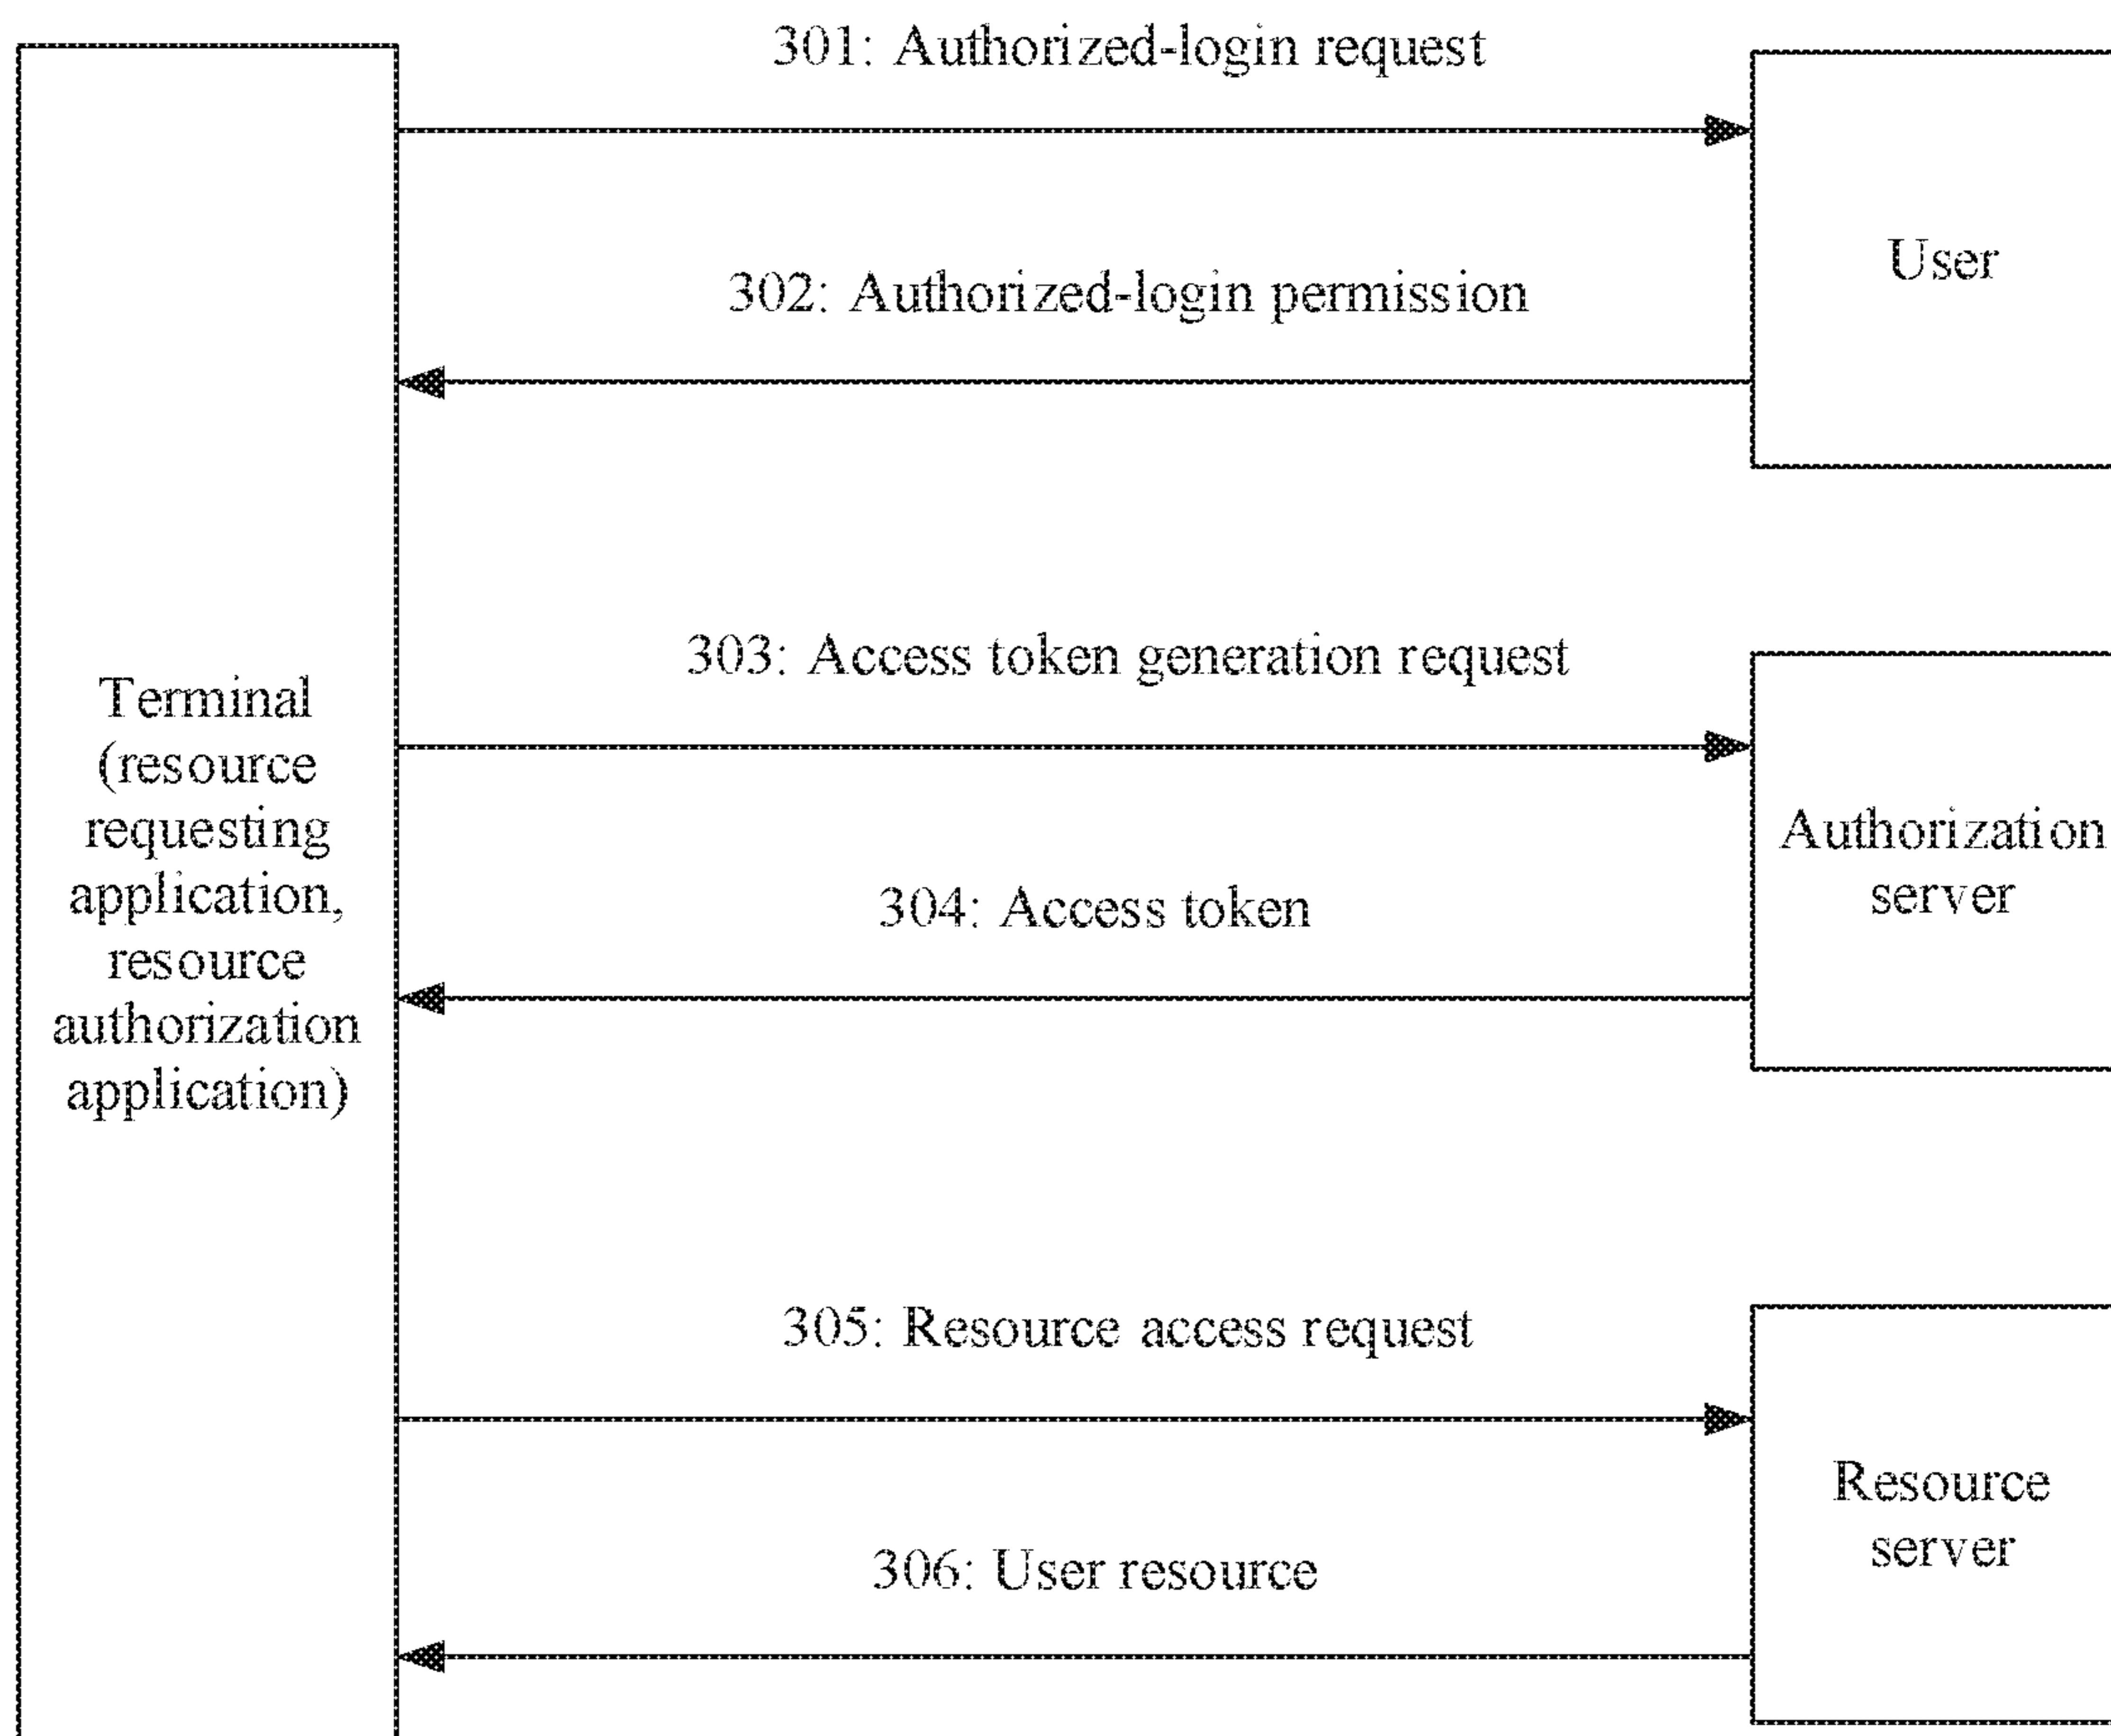 301: Authorized-login request
User
302: Authorized-login permission
303: Access token generation request
Terminal
(resource
requesting
application,
resource
authorization
application)
Authorization
server
304: Access token
305: Resource access request
Resource
server
306: User resource